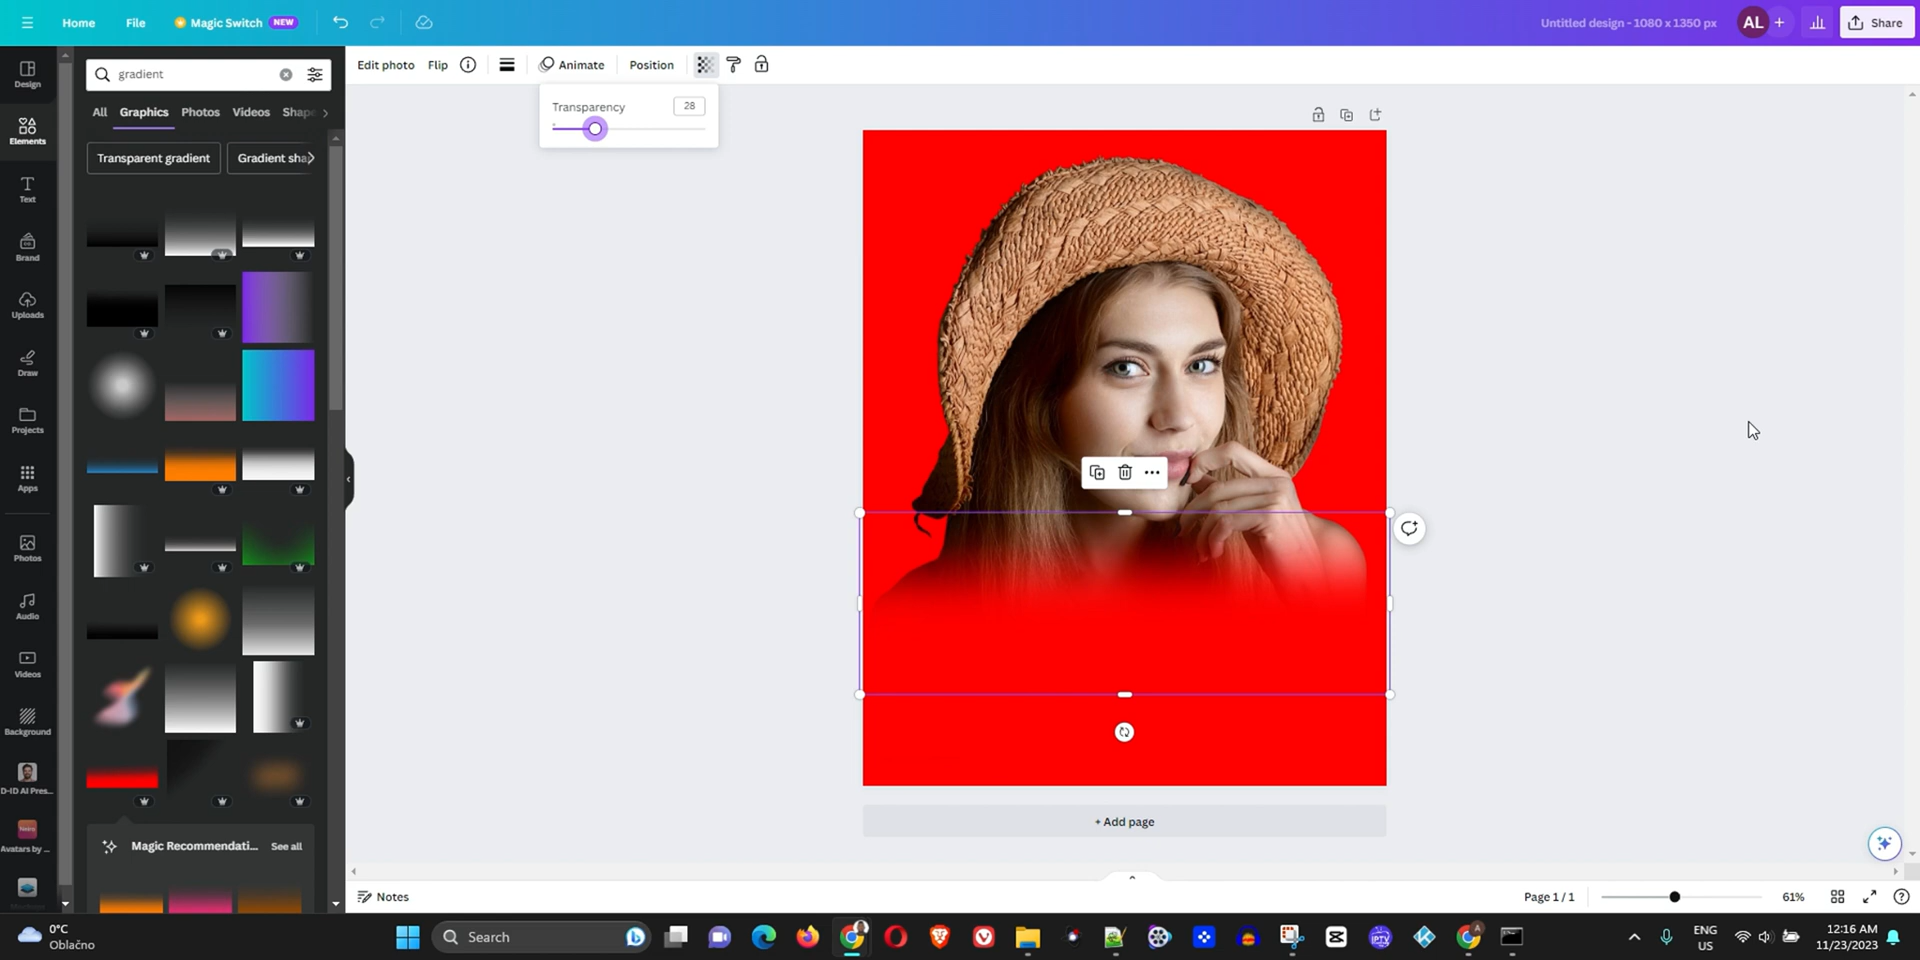 Home
File
Magic Switch NEW
Untitled design - 1080 x 1350 px
AL
+
Share
Edit photo
Flip
Animate
Position
Transparency 28
Design
Elements
Text
Brand
Uploads
Draw
Projects
Apps
Photos
Audio
Videos
Background
D-ID AI Pres...
Avatars by ...
gradient
All
Graphics
Photos
Videos
Shape
Transparent gradient
Gradient sha
Magic Recommendati...
See all
+ Add page
Notes
Page 1 / 1
61%
0°C
Oblačno
Search
IPTV
ENG
US
12:16 AM
11/23/2023